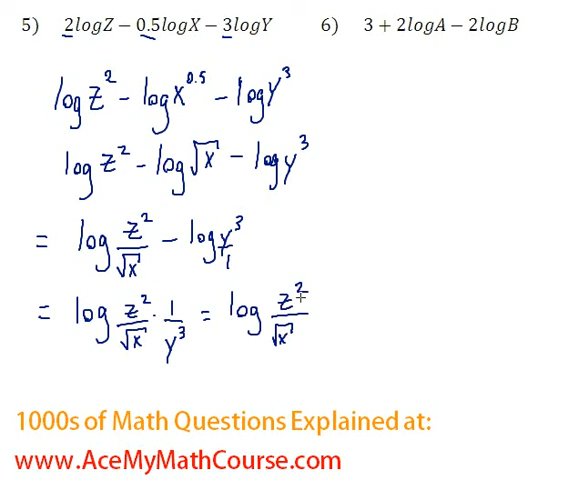 5) 2logZ − 0.5logX − 3logY 6) 3 + 2logA − 2logB
log z² - log x^0.5 - log y³
log z² - log √x - log y³
= log z²/√x - log y³/1
= log z²/√x · 1/y³ = log z²/√x
1000s of Math Questions Explained at:
www.AceMyMathCourse.com